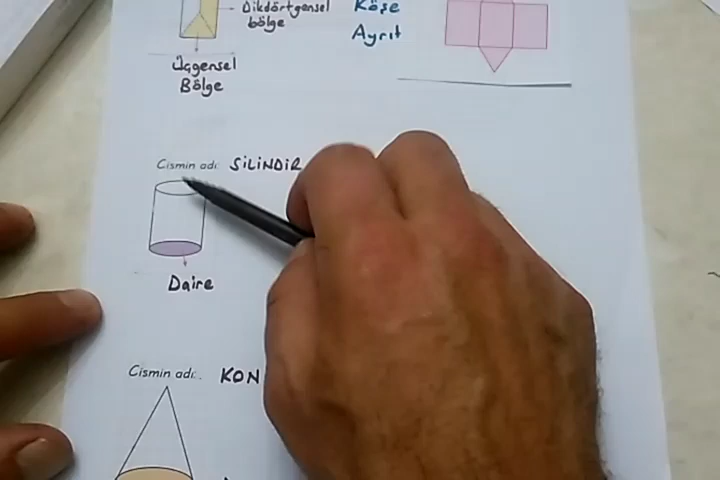 Dikdörtgensel
bölge
Köşe
Ayrıt
Üçgensel
Bölge
Cismin adı: SİLİNDİR
Daire
Cismin adı: KON